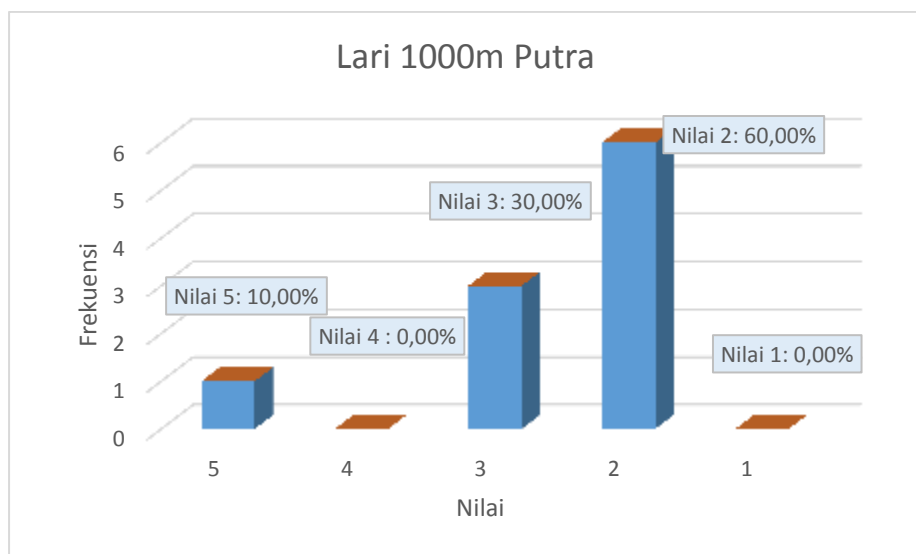 Lari 1000m Putra
Frekuensi
6
5
4
3
2
1
0
Nilai 5: 10,00%
Nilai 4 : 0,00%
Nilai 3: 30,00%
Nilai 2: 60,00%
Nilai 1: 0,00%
5
4
3
2
1
Nilai